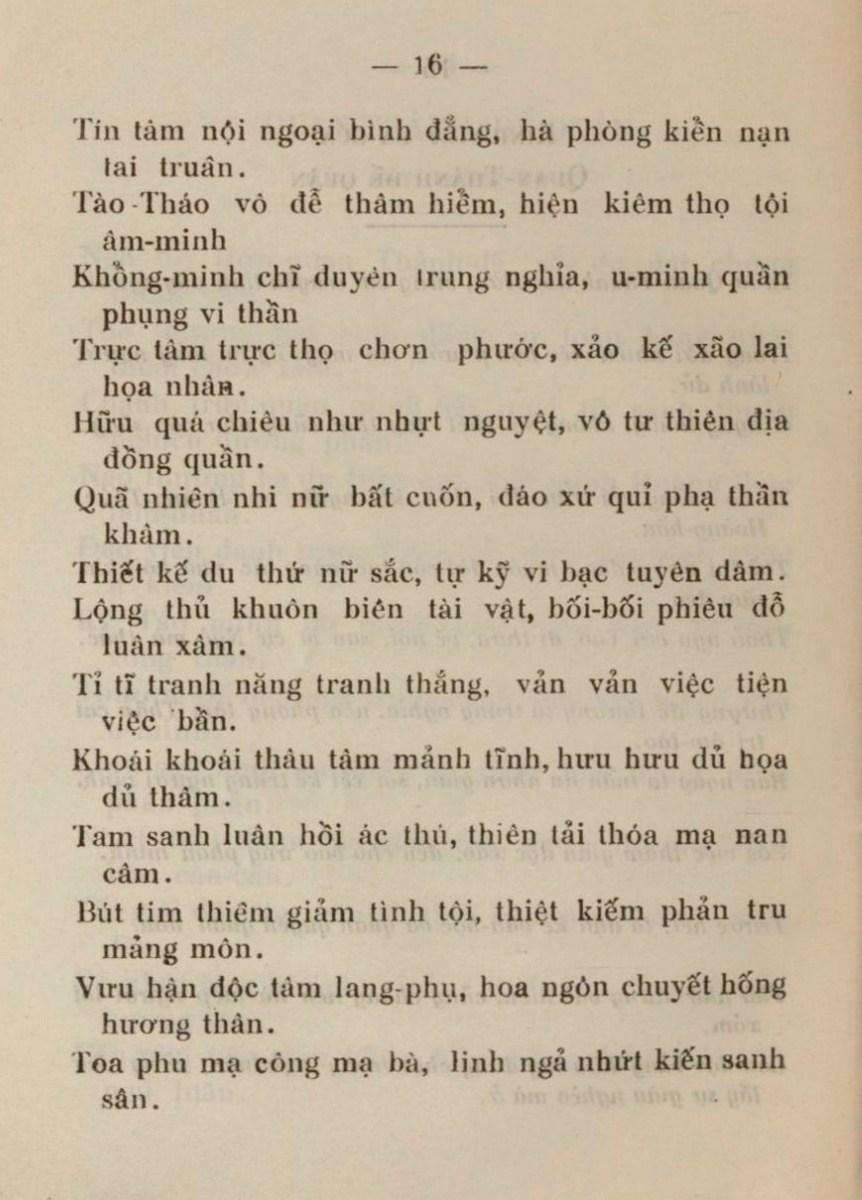 — 16 —
Tín tâm nội ngoại bình đẳng, hà phòng kiển nạn
tai truân.
Tào-Tháo vô đễ thâm hiểm, hiện kiêm thọ tội
âm-minh
Khổng-minh chĩ duyên trung nghỉa, u-minh quần
phụng vi thần
Trực tâm trực thọ chơn phước, xảo kế xão lai
họa nhân.
Hữu quá chiêu như nhựt nguyệt, vô tư thiên địa
đồng quần.
Quã nhiên nhi nữ bất cuốn, đáo xứ quỉ phạ thần
khâm.
Thiết kế du thứ nữ sắc, tự kỹ vi bạc tuyên dâm.
Lộng thủ khuôn biên tài vật, bối-bối phiêu đỗ
luân xâm.
Tỉ tĩ tranh năng tranh thắng, vản vản việc tiện
việc bần.
Khoái khoái thâu tâm mảnh tĩnh, hưu hưu dủ họa
dủ thâm.
Tam sanh luân hồi ác thú, thiên tải thóa mạ nan
câm.
Bút tim thiêm giảm tình tội, thiệt kiếm phản tru
mảng môn.
Vưu hận độc tâm lang-phụ, hoa ngôn chuyết hống
hương thân.
Toa phu mạ công mạ bà, linh ngả nhứt kiến sanh
sân.